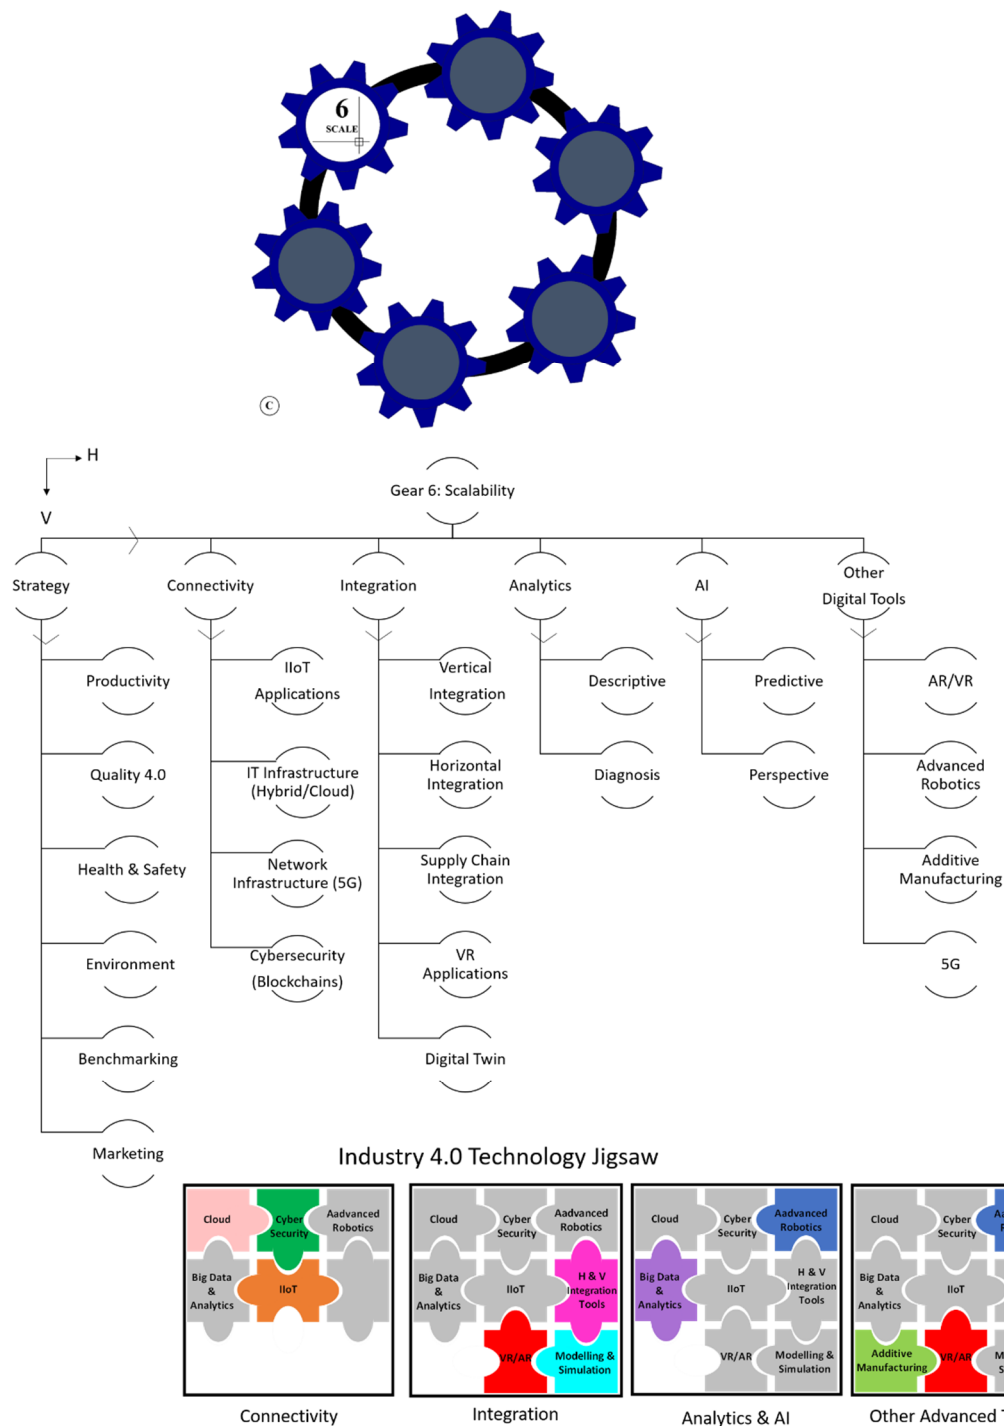 6
SCALE
C
H
V
Gear 6: Scalability
Strategy
Connectivity
Integration
Analytics
AI
Other
Digital Tools
Productivity
Quality 4.0
Health & Safety
Environment
Benchmarking
Marketing
IIoT
Applications
IT Infrastructure
(Hybrid/Cloud)
Network
Infrastructure (5G)
Cybersecurity
(Blockchains)
Vertical
Integration
Horizontal
Integration
Supply Chain
Integration
VR
Applications
Digital Twin
Descriptive
Diagnosis
Predictive
Perspective
AR/VR
Advanced
Robotics
Additive
Manufacturing
5G
Industry 4.0 Technology Jigsaw
Cloud
Cyber
Security
Aadvanced
Robotics
Big Data
&
Analytics
IIoT
Connectivity
Cloud
Cyber
Security
Aadvanced
Robotics
Big Data
&
Analytics
IIoT
H & V
Integration
Tools
VR/AR
Modelling &
Simulation
Integration
Cloud
Cyber
Security
Aadvanced
Robotics
Big Data
&
Analytics
IIoT
H & V
Integration
Tools
VR/AR
Modelling &
Simulation
Analytics & AI
Cloud
Cyber
Security
Big Data
&
Analytics
IIoT
Additive
Manufacturing
VR/AR
Other Advanced